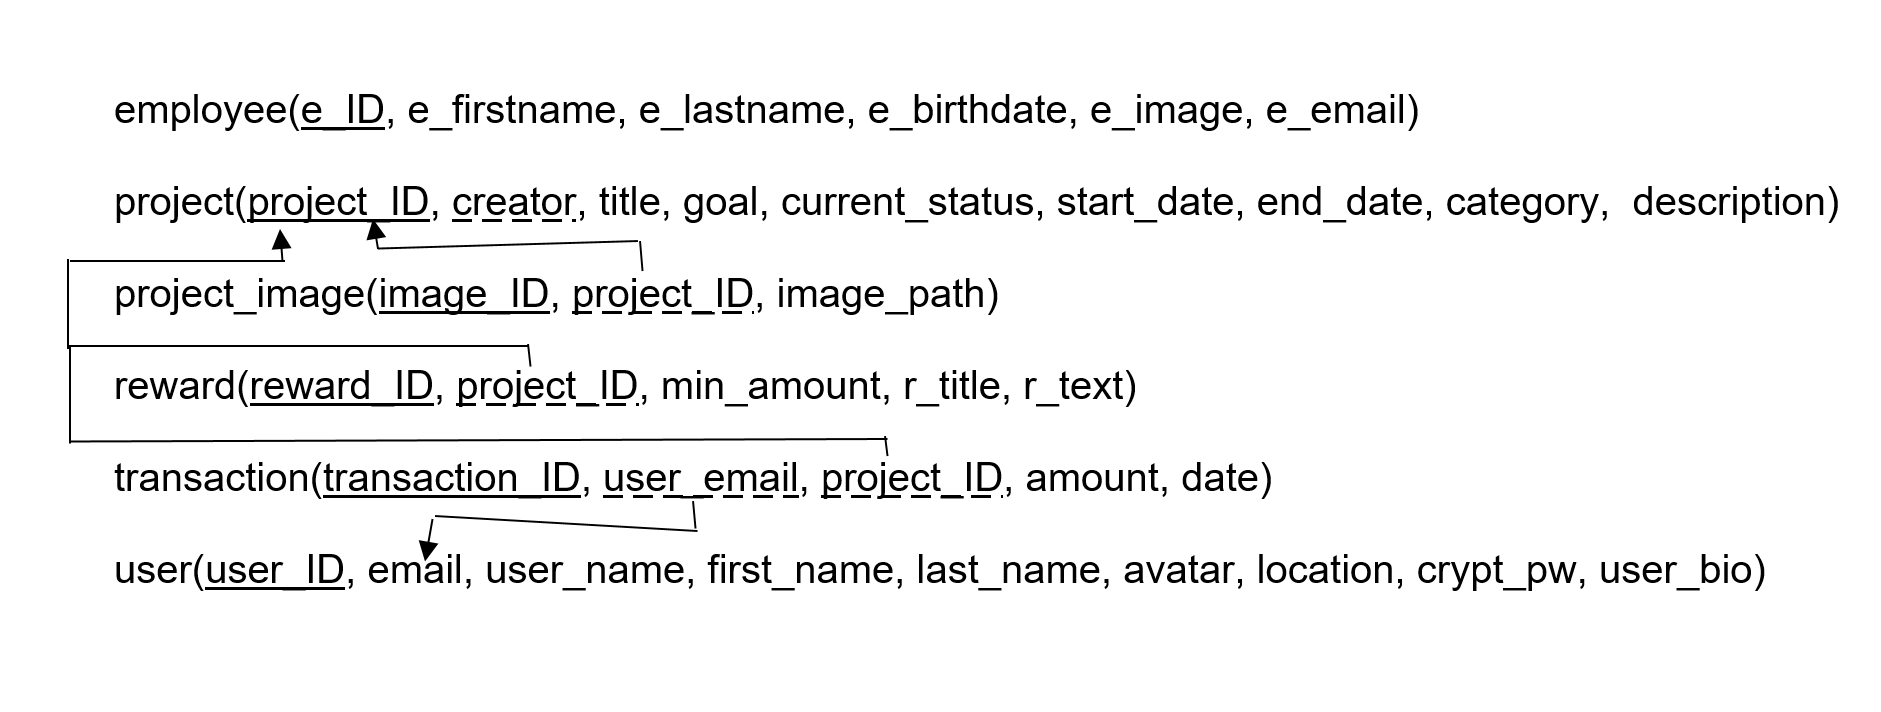 employee(e_ID, e_firstname, e_lastname, e_birthdate, e_image, e_email)
project(project_ID, creator, title, goal, current_status, start_date, end_date, category, description)
project_image(image_ID, project_ID, image_path)
reward(reward_ID, project_ID, min_amount, r_title, r_text)
transaction(transaction_ID, user_email, project_ID, amount, date)
user(user_ID, email, user_name, first_name, last_name, avatar, location, crypt_pw, user_bio)